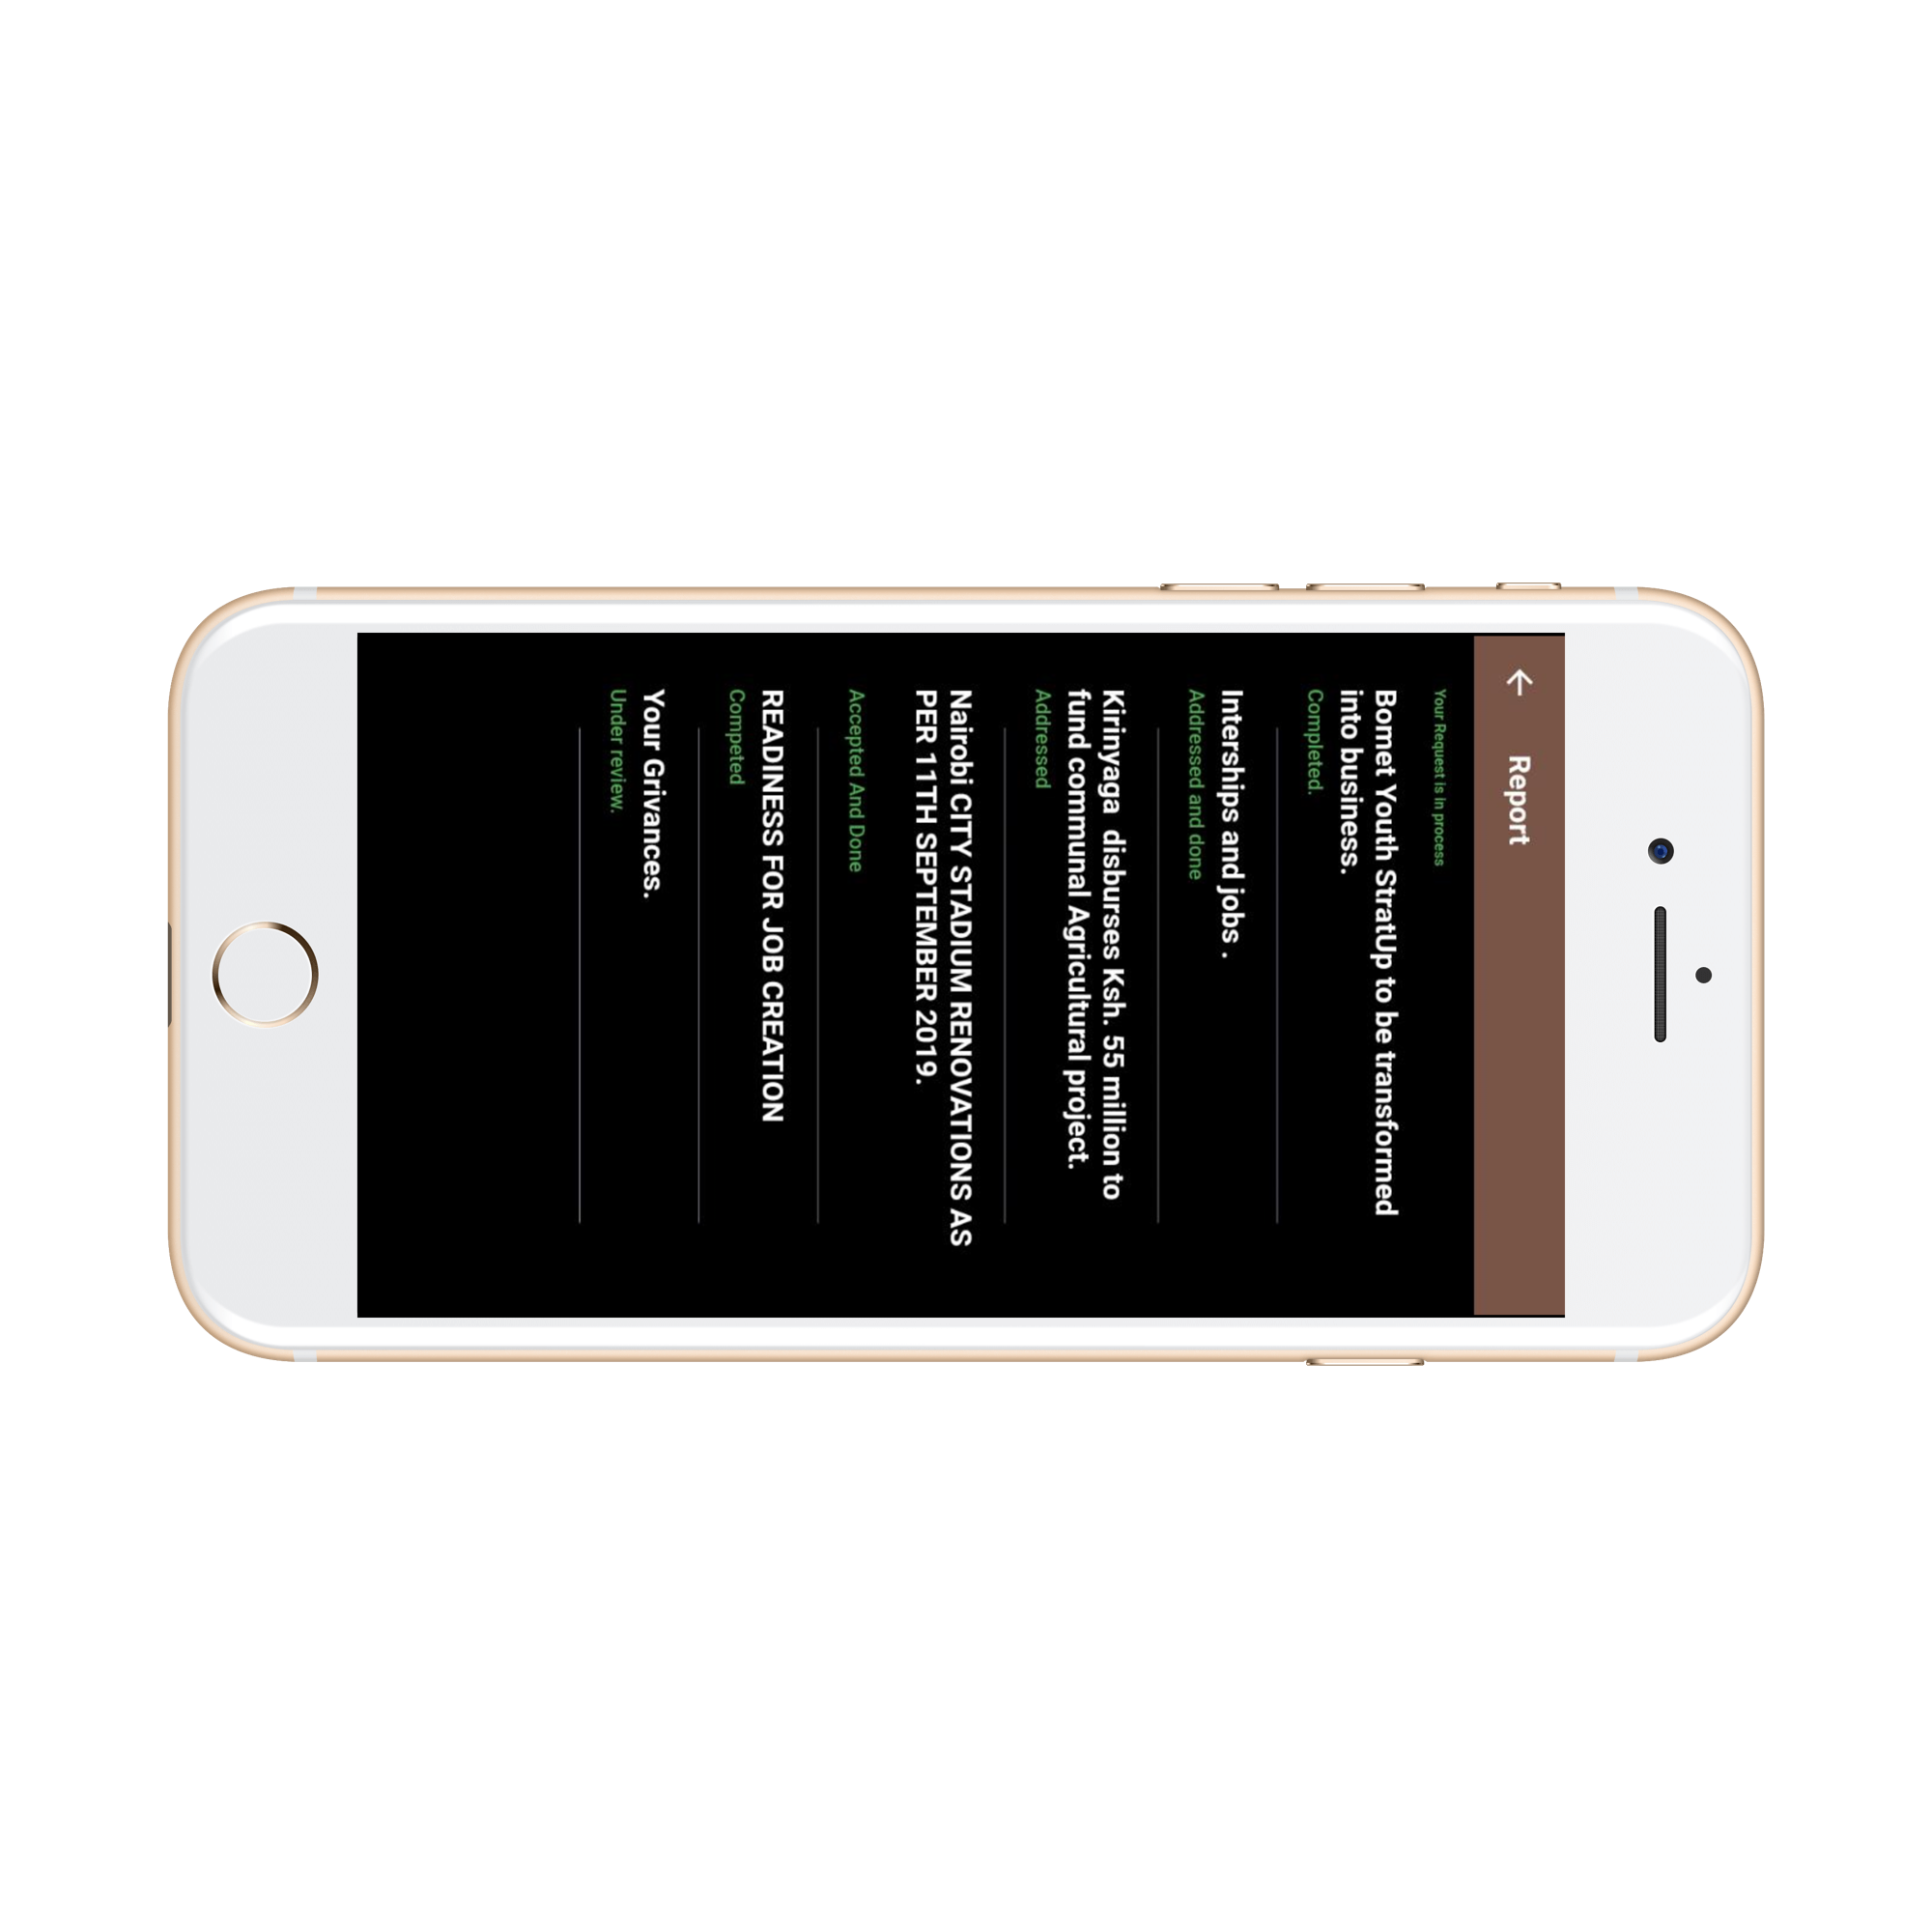 Report
Your Request is in process
Bomet Youth StratUp to be transformed
into business.
Completed.
Interships and jobs .
Addressed and done
Kirinyaga  disburses Ksh. 55 million to
fund communal Agricultural project.
Addressed
Nairobi CITY STADIUM RENOVATIONS AS
PER 11TH SEPTEMBER 2019.
Accepted And Done
READINESS FOR JOB CREATION
Competed
Your Grivances.
Under review.